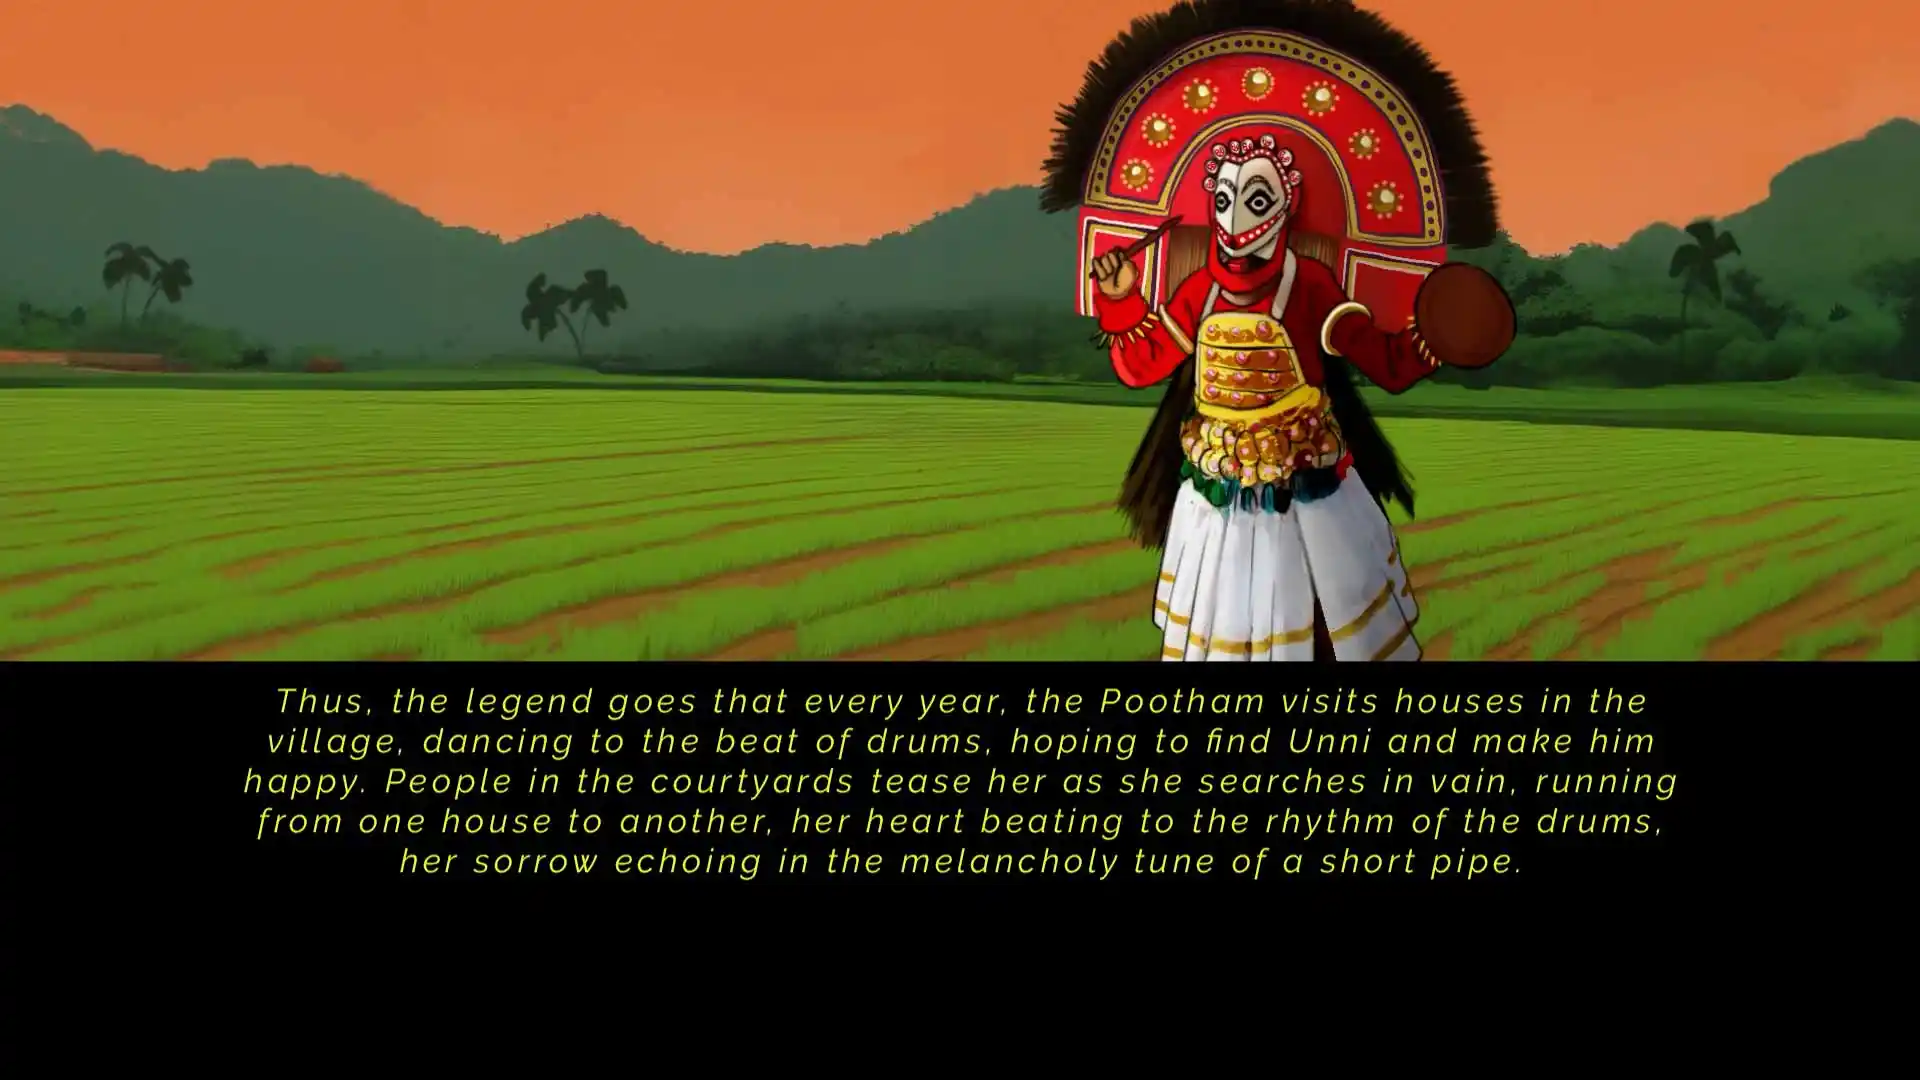 Thus, the legend goes that every year, the Pootham visits houses in the
village, dancing to the beat of drums, hoping to find Unni and make him
happy. People in the courtyards tease her as she searches in vain, running
from one house to another, her heart beating to the rhythm of the drums,
her sorrow echoing in the melancholy tune of a short pipe.